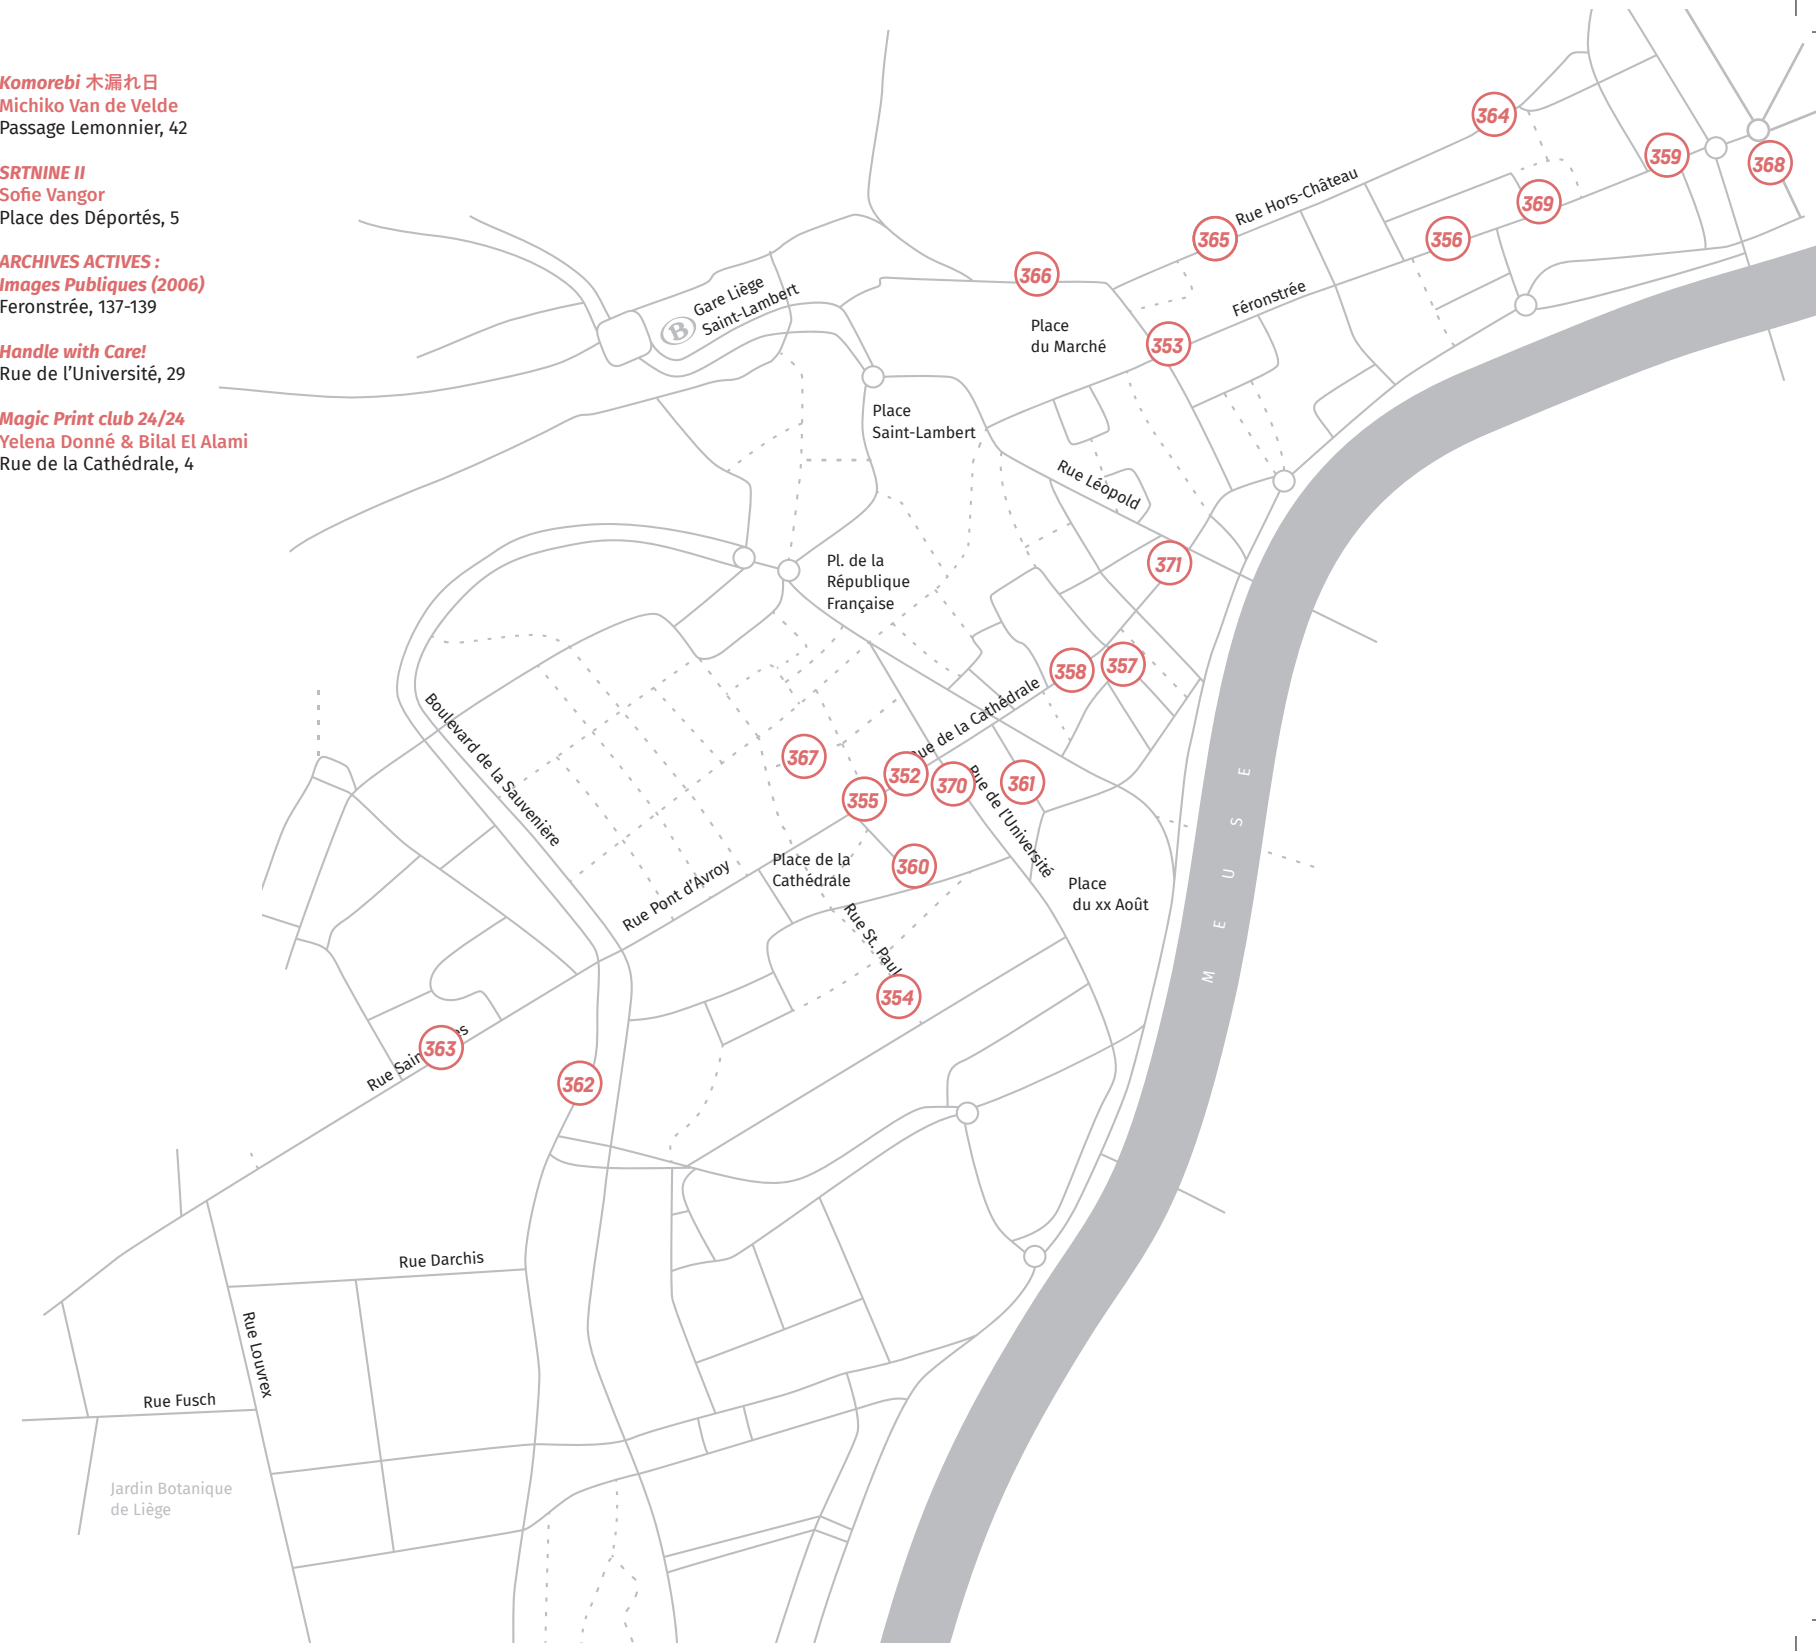 Komorebi 木漏れ日
Michiko Van de Velde
Passage Lemonnier, 42
SRTNINE II
Sofie Vangor
Place des Déportés, 5
ARCHIVES ACTIVES :
Images Publiques (2006)
Feronstrée, 137-139
Handle with Care!
Rue de l’Université, 29
Magic Print club 24/24
Yelena Donné & Bilal El Alami
Rue de la Cathédrale, 4
364
359
368
369
Rue Hors-Château
365
356
366
Gare Liège
Saint-Lambert
B
Féronstrée
Place
du Marché
353
Place
Saint-Lambert
Rue Léopold
371
Pl. de la
République
Française
358
357
Rue de la Cathédrale
Boulevard de la Sauvenière
367
352
370
361
355
Rue de l’Université
MEUSE
Place de la
Cathédrale
360
Rue Pont d’Avroy
Place
du xx Août
Rue St. Paul
354
363
362
Rue Darchis
Rue Louvrex
Rue Fusch
Jardin Botanique
de Liège